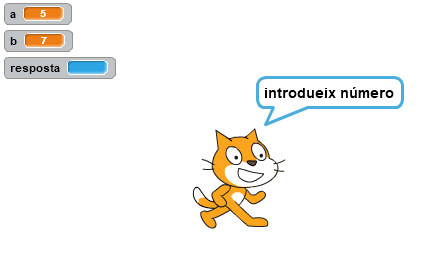 a 5
b 7
resposta
introdueix número